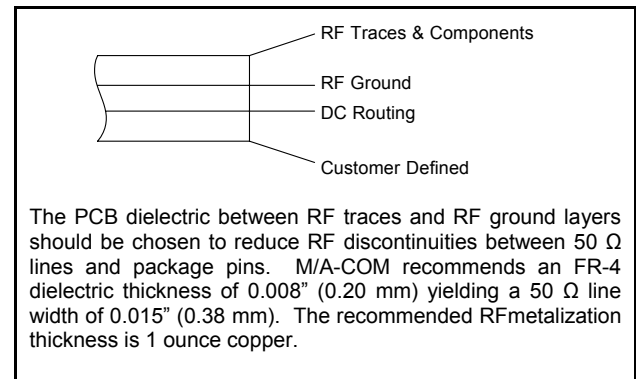 RF Traces & Components
RF Ground
DC Routing
Customer Defined
The PCB dielectric between RF traces and RF ground layers
should be chosen to reduce RF discontinuities between 50 Ω
lines and package pins. M/A-COM recommends an FR-4
dielectric thickness of 0.008” (0.20 mm) yielding a 50 Ω line
width of 0.015” (0.38 mm). The recommended RFmetalization
thickness is 1 ounce copper.